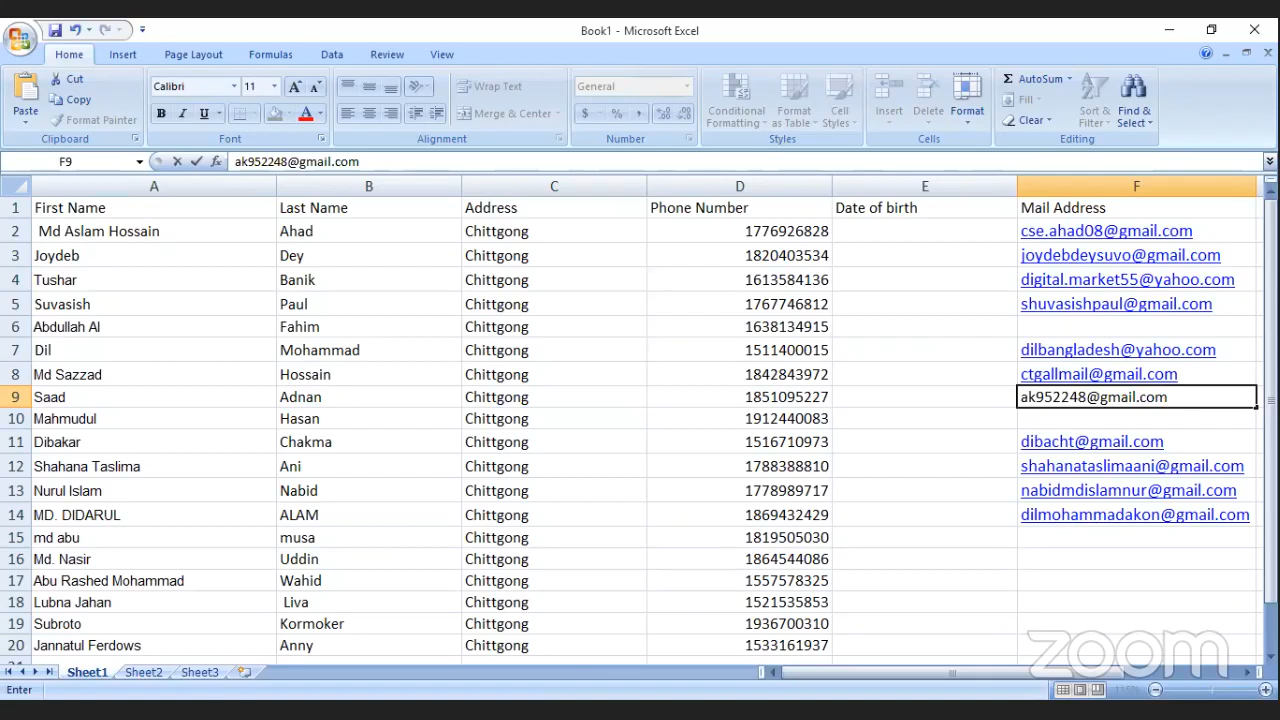 Book1 - Microsoft Excel
Home Insert Page Layout Formulas Data Review View
Cut Calibri 11 Wrap Text General AutoSum
Copy Fill
Paste Format Painter B I U Merge & Center $ % , Conditional Formatting Format as Table Cell Styles Insert Delete Format Clear Sort & Filter Find & Select
Clipboard Font Alignment Number Styles Cells Editing
F9 fx ak952248@gmail.com
A B C D E F
1 First Name Last Name Address Phone Number Date of birth Mail Address
2 Md Aslam Hossain Ahad Chittgong 1776926828 cse.ahad08@gmail.com
3 Joydeb Dey Chittgong 1820403534 joydebdeysuvo@gmail.com
4 Tushar Banik Chittgong 1613584136 digital.market55@yahoo.com
5 Suvasish Paul Chittgong 1767746812 shuvasishpaul@gmail.com
6 Abdullah Al Fahim Chittgong 1638134915
7 Dil Mohammad Chittgong 1511400015 dilbangladesh@yahoo.com
8 Md Sazzad Hossain Chittgong 1842843972 ctgallmail@gmail.com
9 Saad Adnan Chittgong 1851095227 ak952248@gmail.com
10 Mahmudul Hasan Chittgong 1912440083
11 Dibakar Chakma Chittgong 1516710973 dibacht@gmail.com
12 Shahana Taslima Ani Chittgong 1788388810 shahanataslimaani@gmail.com
13 Nurul Islam Nabid Chittgong 1778989717 nabidmdislamnur@gmail.com
14 MD. DIDARUL ALAM Chittgong 1869432429 dilmohammadakon@gmail.com
15 md abu musa Chittgong 1819505030
16 Md. Nasir Uddin Chittgong 1864544086
17 Abu Rashed Mohammad Wahid Chittgong 1557578325
18 Lubna Jahan Liva Chittgong 1521535853
19 Subroto Kormoker Chittgong 1936700310
20 Jannatul Ferdows Anny Chittgong 1533161937
zoom
Sheet1 Sheet2 Sheet3
Enter